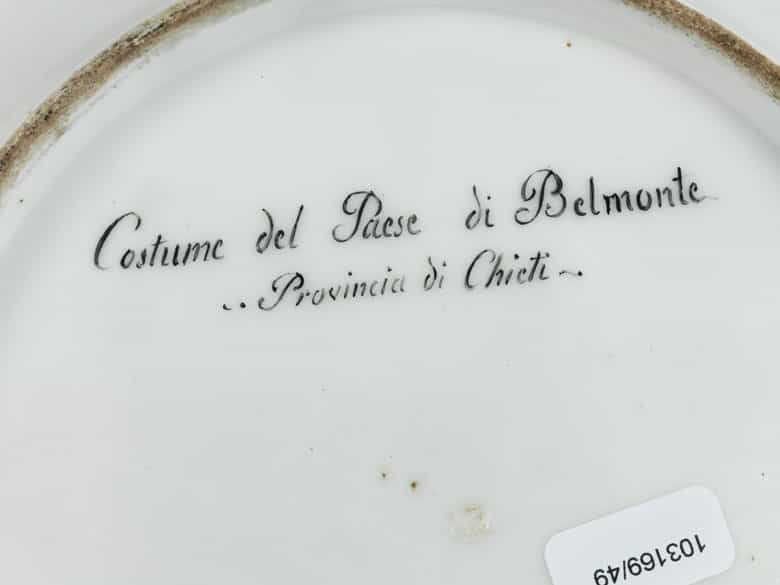 Costume del Paese di Belmonte
.. Provincia di Chieti ~.
103169/49